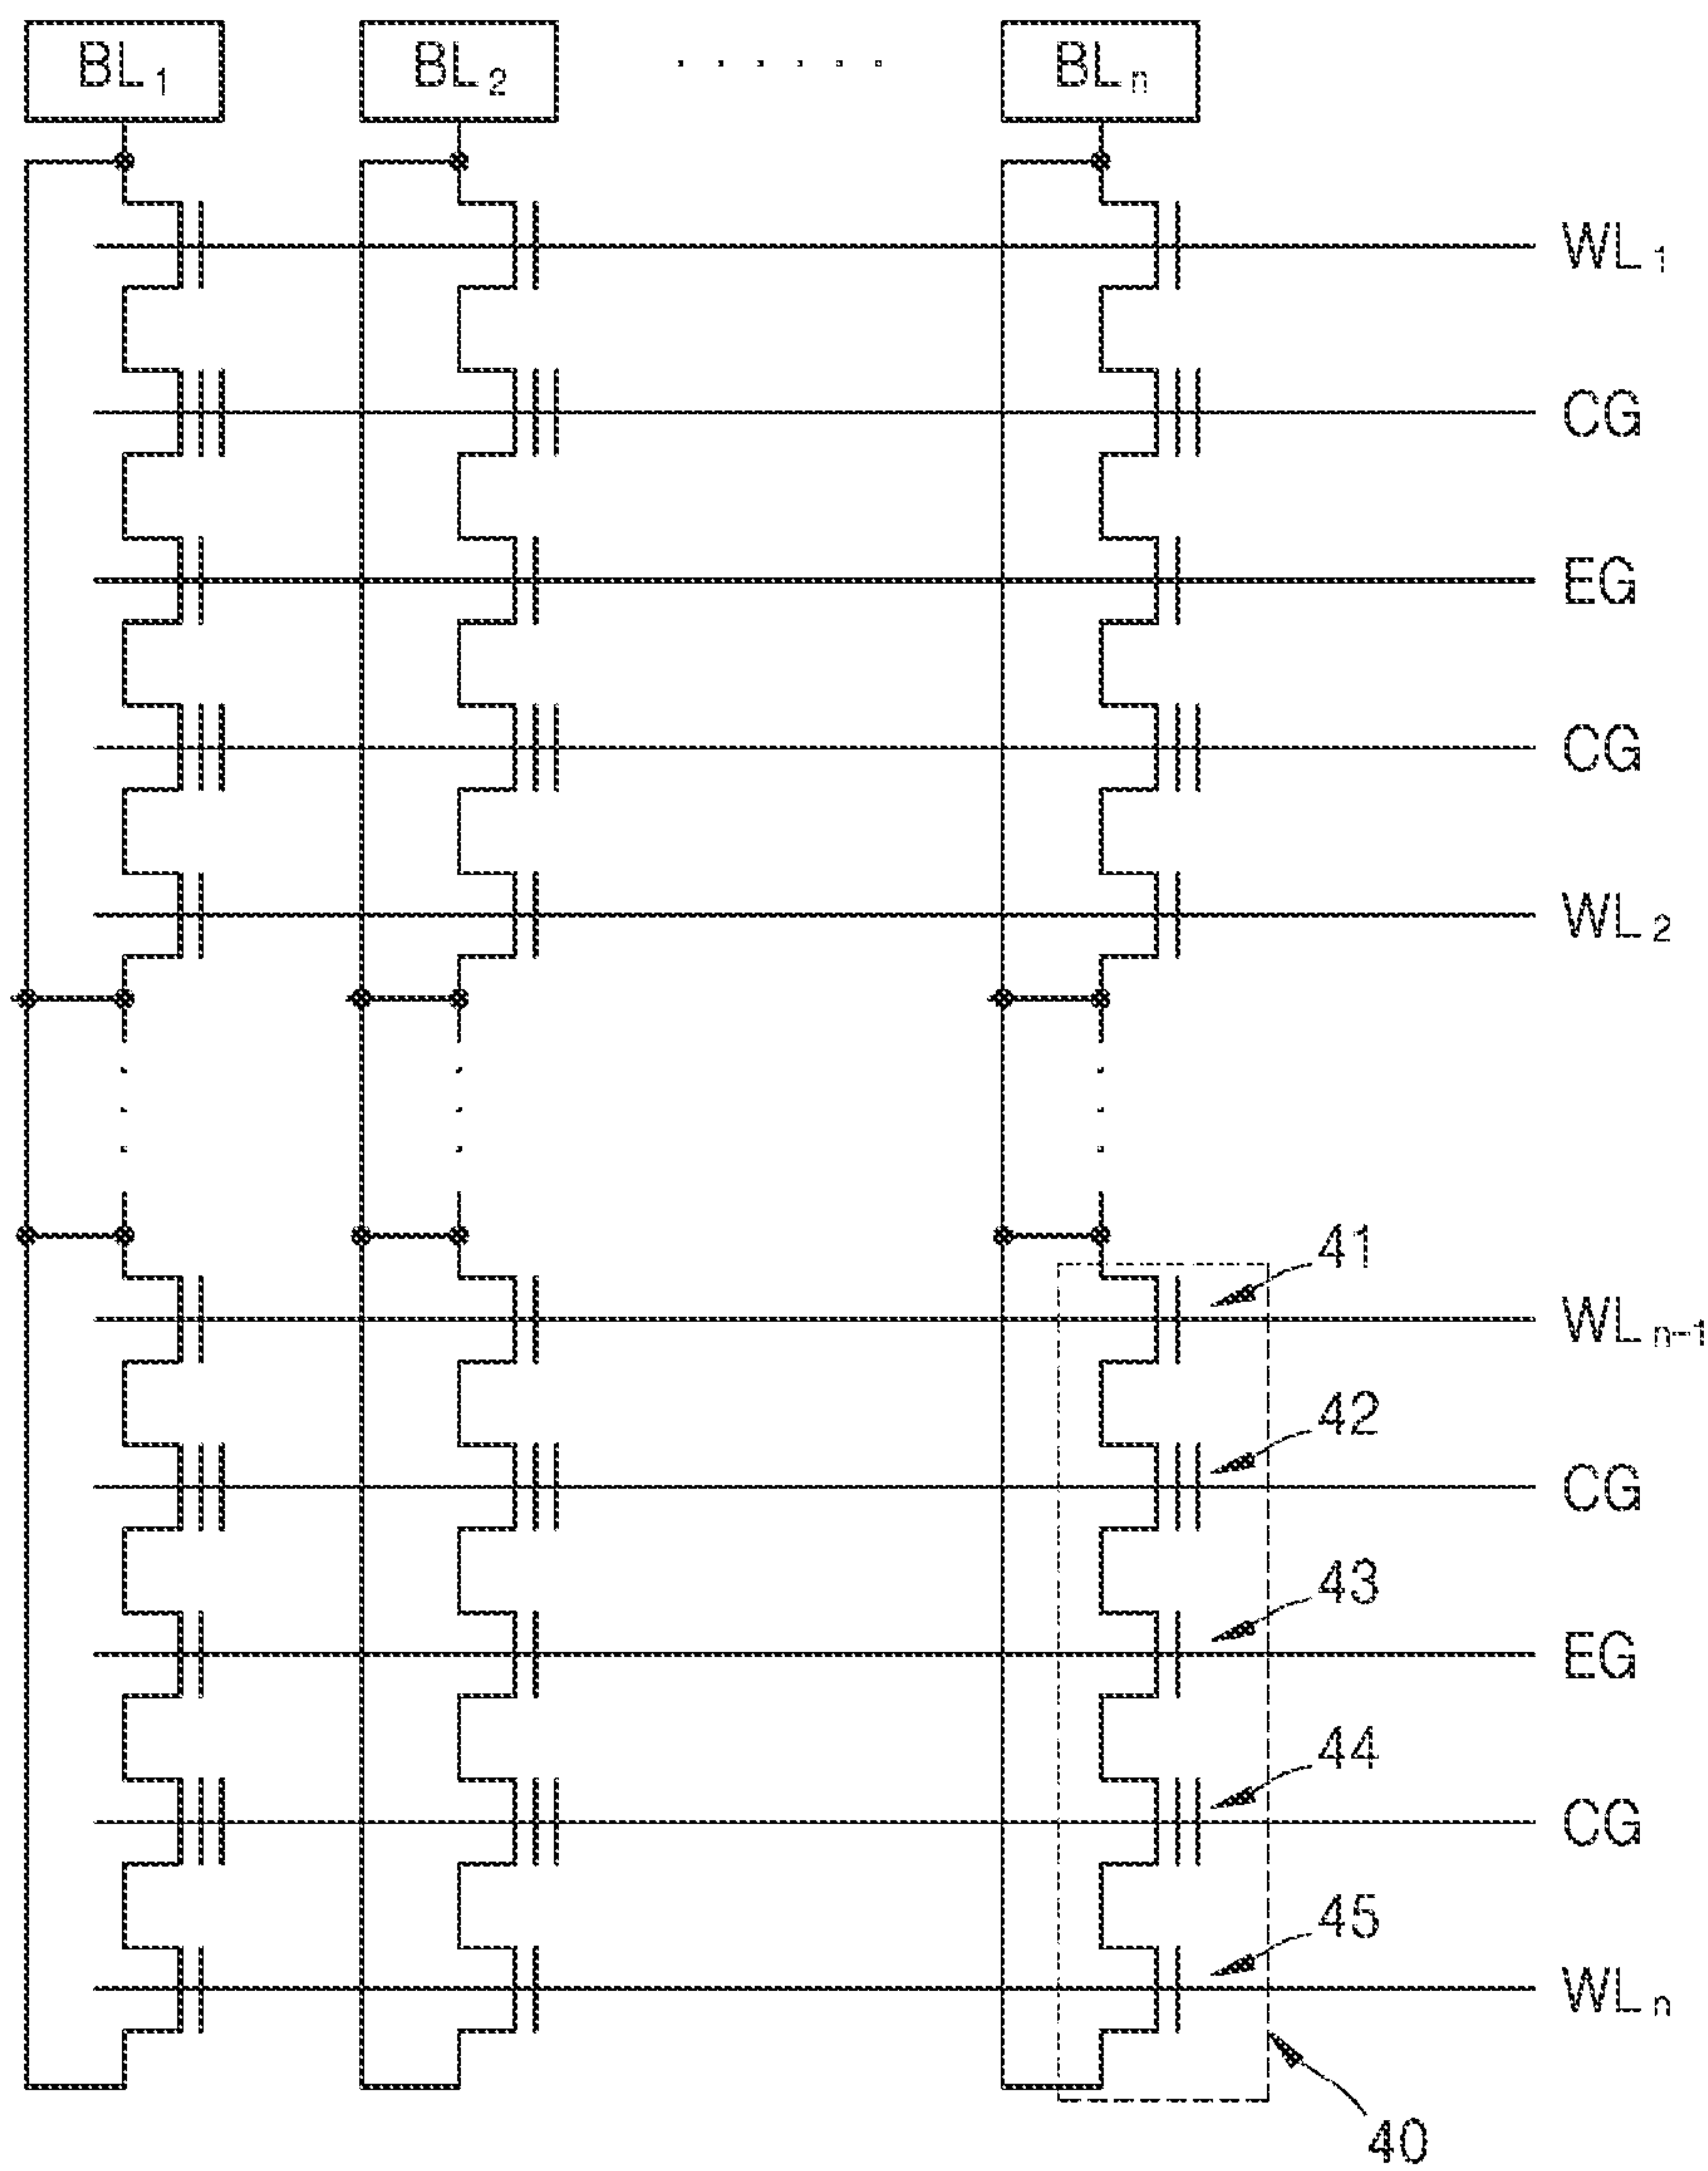 BL₁ BL₂ ...... BLₙ
WL₁
CG
EG
CG
WL₂
41
WLₙ₋₁
42
CG
43
EG
44
CG
45
WLₙ
40